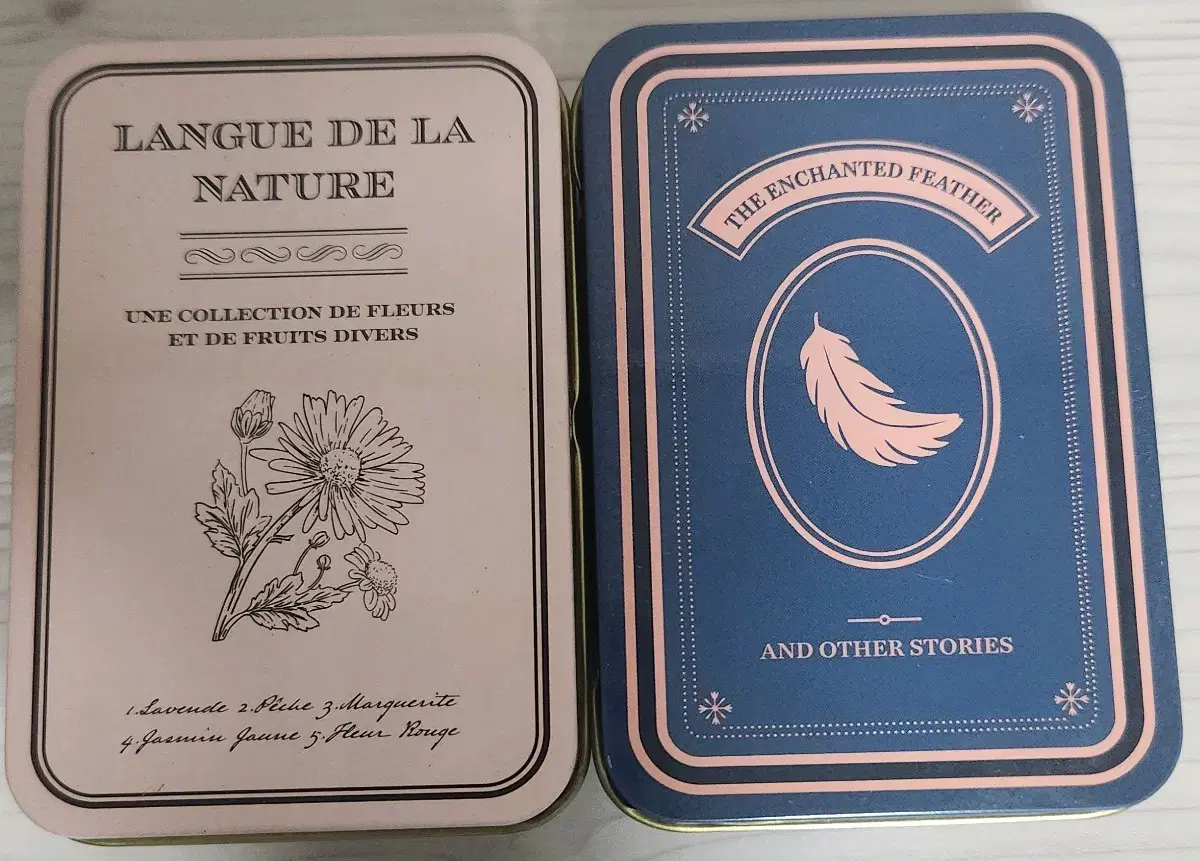 LANGUE DE LA
NATURE
UNE COLLECTION DE FLEURS
ET DE FRUITS DIVERS
1. Lavende 2. Pêche 3. Marguerite
4. Jasmin Jaune 5. Fleur Rouge
THE ENCHANTED FEATHER
AND OTHER STORIES